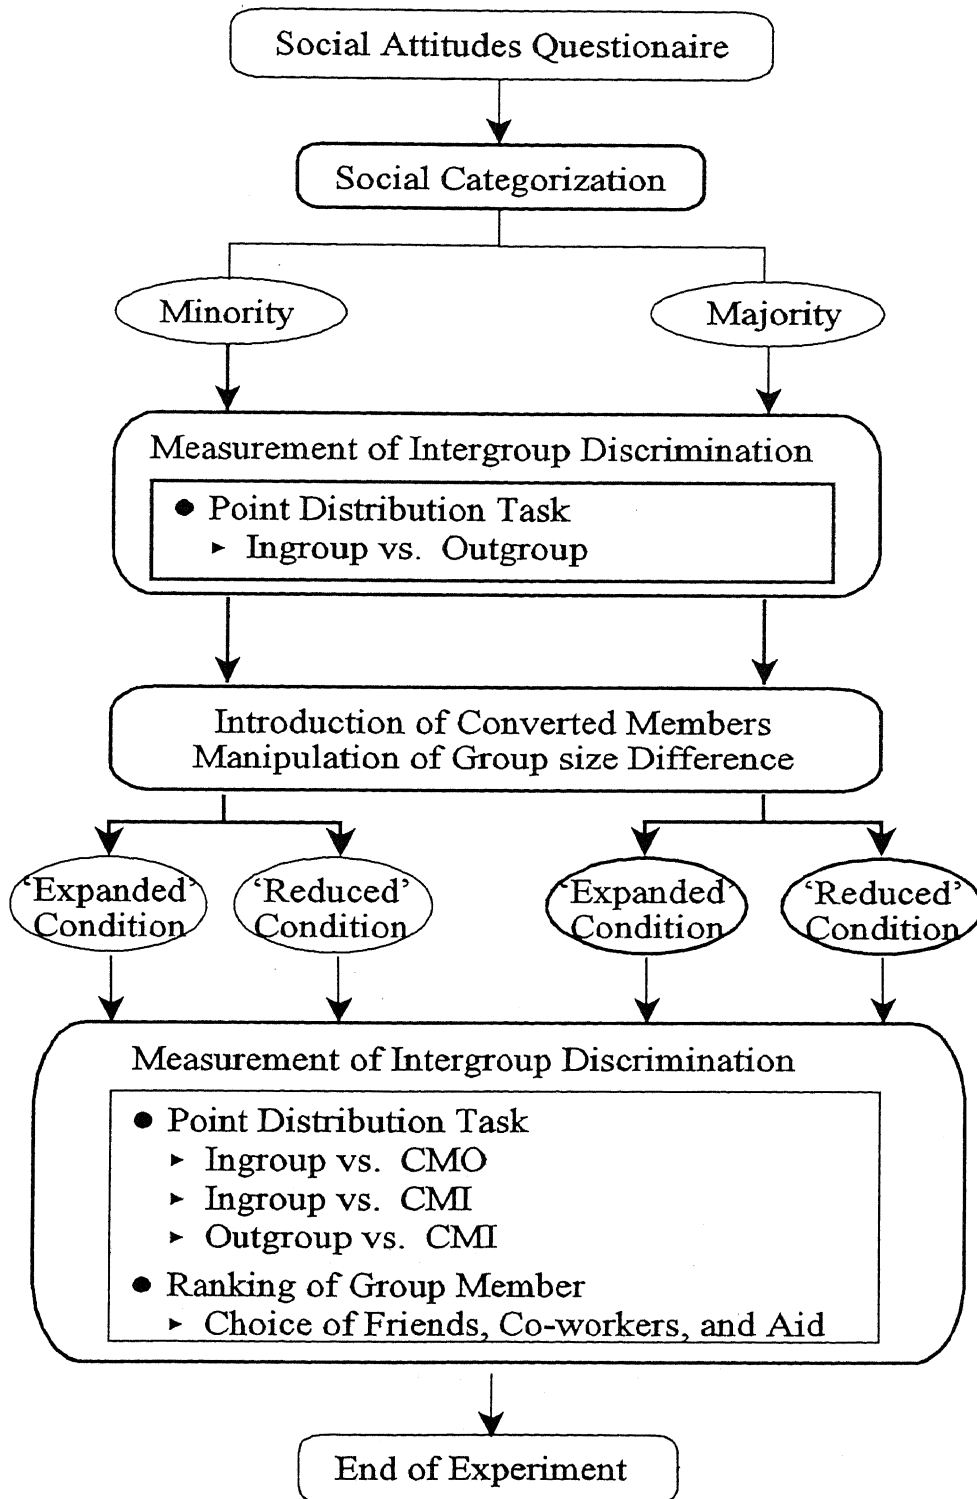 Social Attitudes Questionaire
Social Categorization
Minority
Majority
Measurement of Intergroup Discrimination
● Point Distribution Task
▸ Ingroup vs. Outgroup
Introduction of Converted Members
Manipulation of Group size Difference
‘Expanded’
Condition
‘Reduced’
Condition
‘Expanded’
Condition
‘Reduced’
Condition
Measurement of Intergroup Discrimination
● Point Distribution Task
▸ Ingroup vs. CMO
▸ Ingroup vs. CMI
▸ Outgroup vs. CMI
● Ranking of Group Member
▸ Choice of Friends, Co-workers, and Aid
End of Experiment